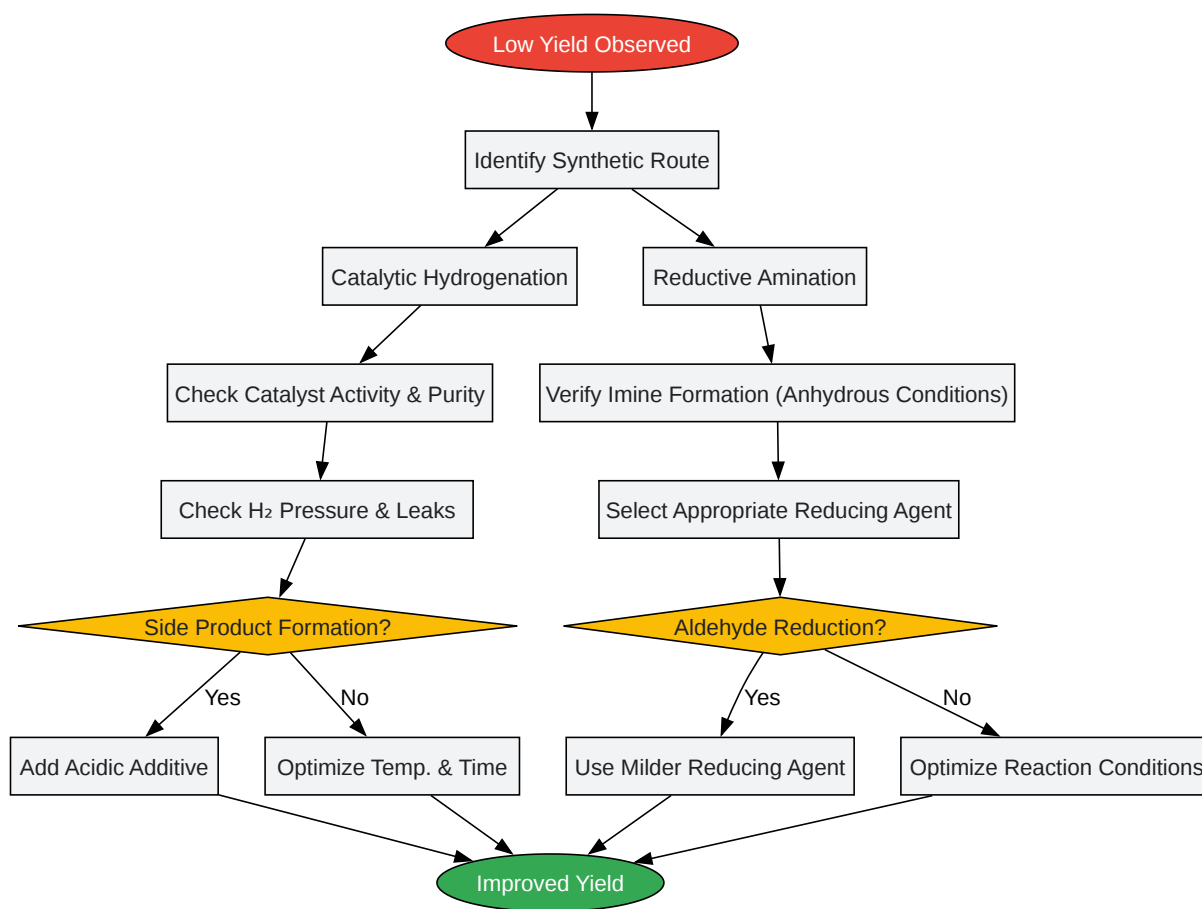 Low Yield Observed
Identify Synthetic Route
Catalytic Hydrogenation
Reductive Amination
Check Catalyst Activity & Purity
Verify Imine Formation (Anhydrous Conditions)
Check H₂ Pressure & Leaks
Select Appropriate Reducing Agent
Side Product Formation?
Aldehyde Reduction?
Yes
No
Yes
No
Add Acidic Additive
Optimize Temp. & Time
Use Milder Reducing Agent
Optimize Reaction Conditions
Improved Yield